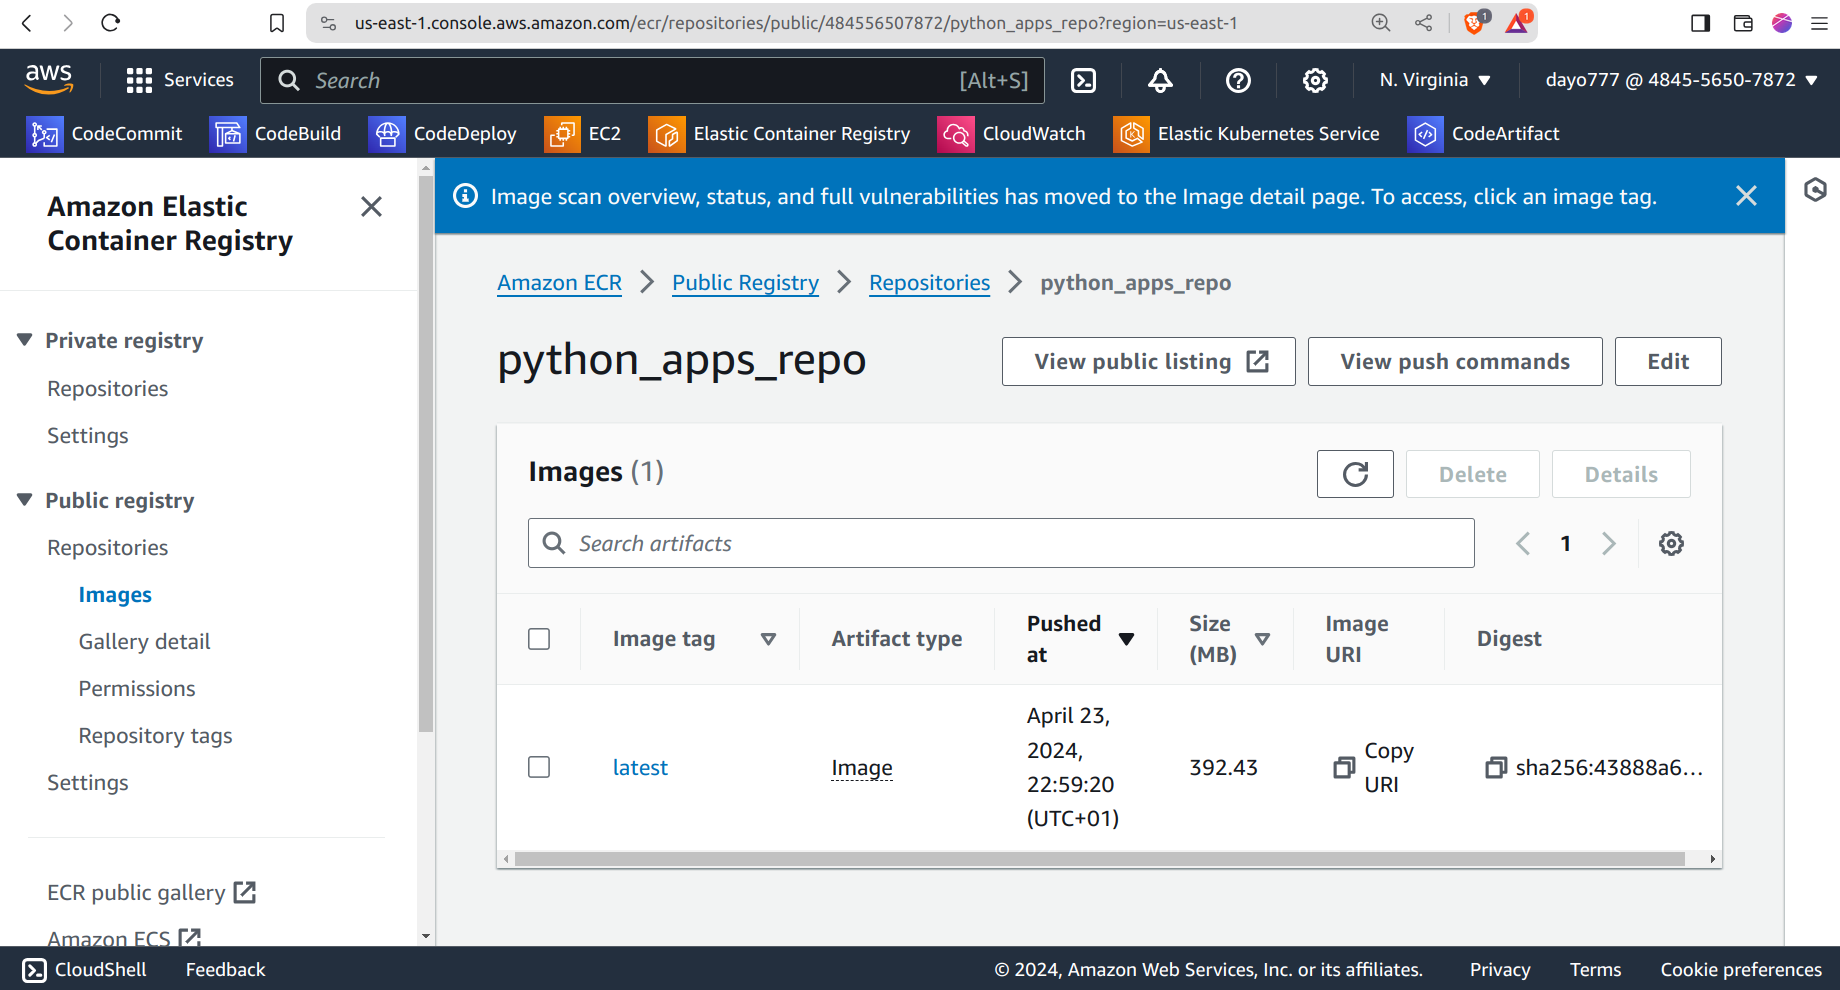 us-east-1.console.aws.amazon.com/ecr/repositories/public/484556507872/python_apps_repo?region=us-east-1
1
1
aws
Services
Search
[Alt+S]
N. Virginia
dayo777 @ 4845-5650-7872
CodeCommit
CodeBuild
CodeDeploy
EC2
Elastic Container Registry
CloudWatch
Elastic Kubernetes Service
CodeArtifact
Amazon Elastic
Container Registry
Private registry
Repositories
Settings
Public registry
Repositories
Images
Gallery detail
Permissions
Repository tags
Settings
ECR public gallery
Amazon ECS
Image scan overview, status, and full vulnerabilities has moved to the Image detail page. To access, click an image tag.
Amazon ECR
Public Registry
Repositories
python_apps_repo
python_apps_repo
View public listing
View push commands
Edit
Images (1)
Delete
Details
Search artifacts
1
Image tag
Artifact type
Pushed
at
Size
(MB)
Image
URI
Digest
latest
Image
April 23,
2024,
22:59:20
(UTC+01)
392.43
Copy
URI
sha256:43888a6...
CloudShell
Feedback
© 2024, Amazon Web Services, Inc. or its affiliates.
Privacy
Terms
Cookie preferences